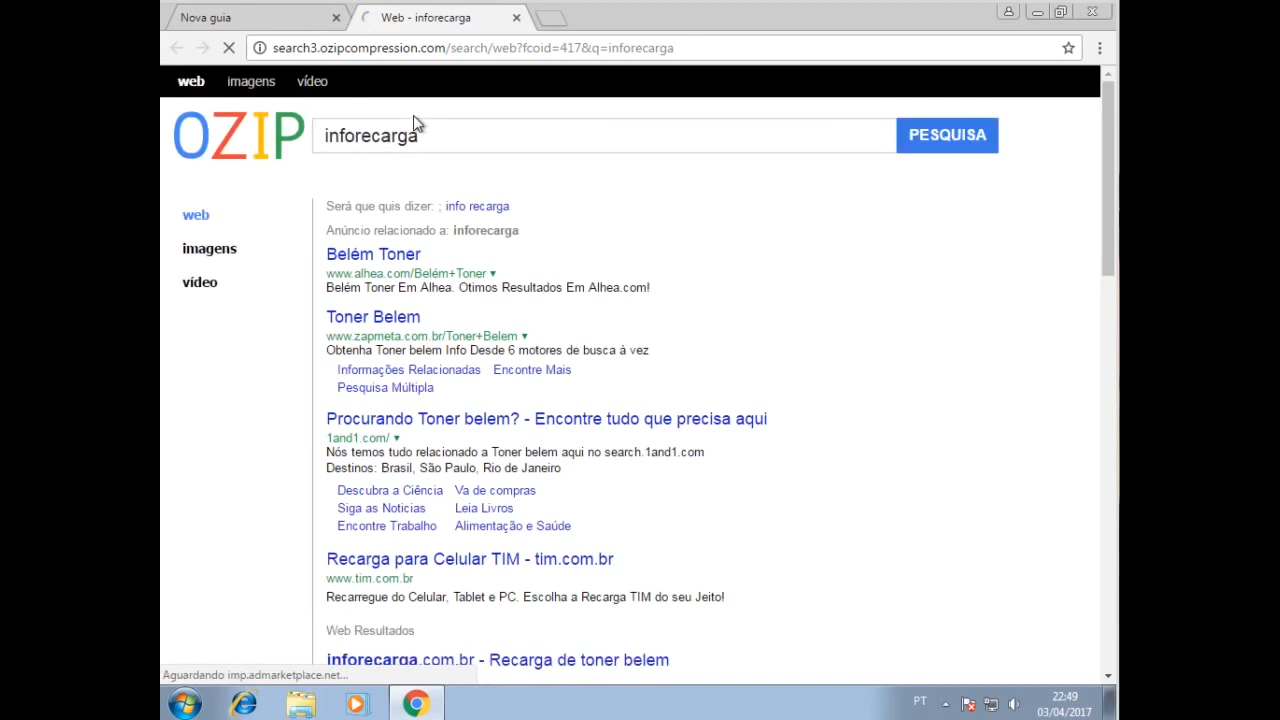 Nova guia
Web - inforecarga
search3.ozipcompression.com/search/web?fcoid=417&q=inforecarga
web imagens vídeo
OZIP
inforecarga
PESQUISA
web
imagens
vídeo
Será que quis dizer: ; info recarga
Anúncio relacionado a: inforecarga
Belém Toner
www.alhea.com/Belém+Toner ▾
Belém Toner Em Alhea. Otimos Resultados Em Alhea.com!
Toner Belem
www.zapmeta.com.br/Toner+Belem ▾
Obtenha Toner belem Info Desde 6 motores de busca à vez
Informações Relacionadas Encontre Mais
Pesquisa Múltipla
Procurando Toner belem? - Encontre tudo que precisa aqui
1and1.com/ ▾
Nós temos tudo relacionado a Toner belem aqui no search.1and1.com
Destinos: Brasil, São Paulo, Rio de Janeiro
Descubra a Ciência Va de compras
Siga as Noticias Leia Livros
Encontre Trabalho Alimentação e Saúde
Recarga para Celular TIM - tim.com.br
www.tim.com.br
Recarregue do Celular, Tablet e PC. Escolha a Recarga TIM do seu Jeito!
Web Resultados
inforecarga.com.br - Recarga de toner belem
Aguardando imp.admarketplace.net...
PT
22:49
03/04/2017